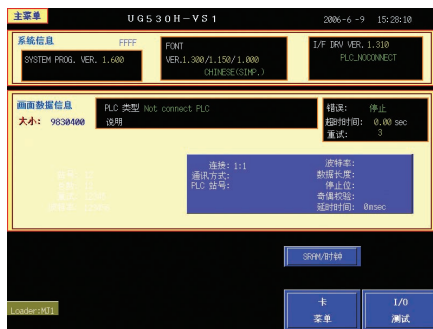 主菜单 UG530H-VS1 2006-6-9 15:28:10
系统信息 FFFF
SYSTEM PROG. VER. 1.600
FONT
VER.1.300/1.150/1.000
CHINESE(SIMP.)
I/F DRV VER. 1.310
PLC_NOCONNECT
画面数据信息
大小: 9830400
PLC 类型 Not connect PLC
说明
错误: 停止
超时时间: 0.00 sec
重试: 3
连接: 1:1
通讯方式:
PLC 站号:
波特率:
数据长度:
停止位:
奇偶校验:
延时时间: 0msec
SRAM/时钟
Loader:MJ1
卡
菜单
I/O
测试